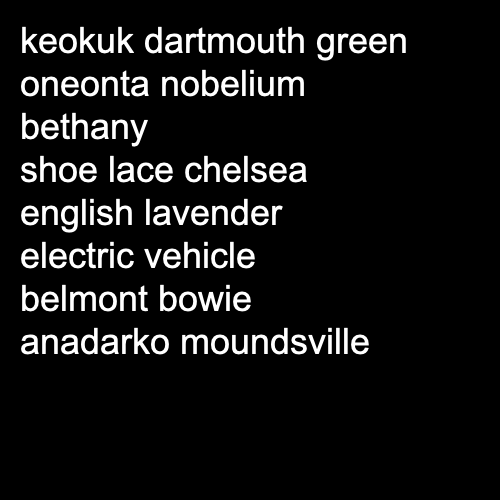 keokuk dartmouth green
oneonta nobelium
bethany
shoe lace chelsea
english lavender
electric vehicle
belmont bowie
anadarko moundsville